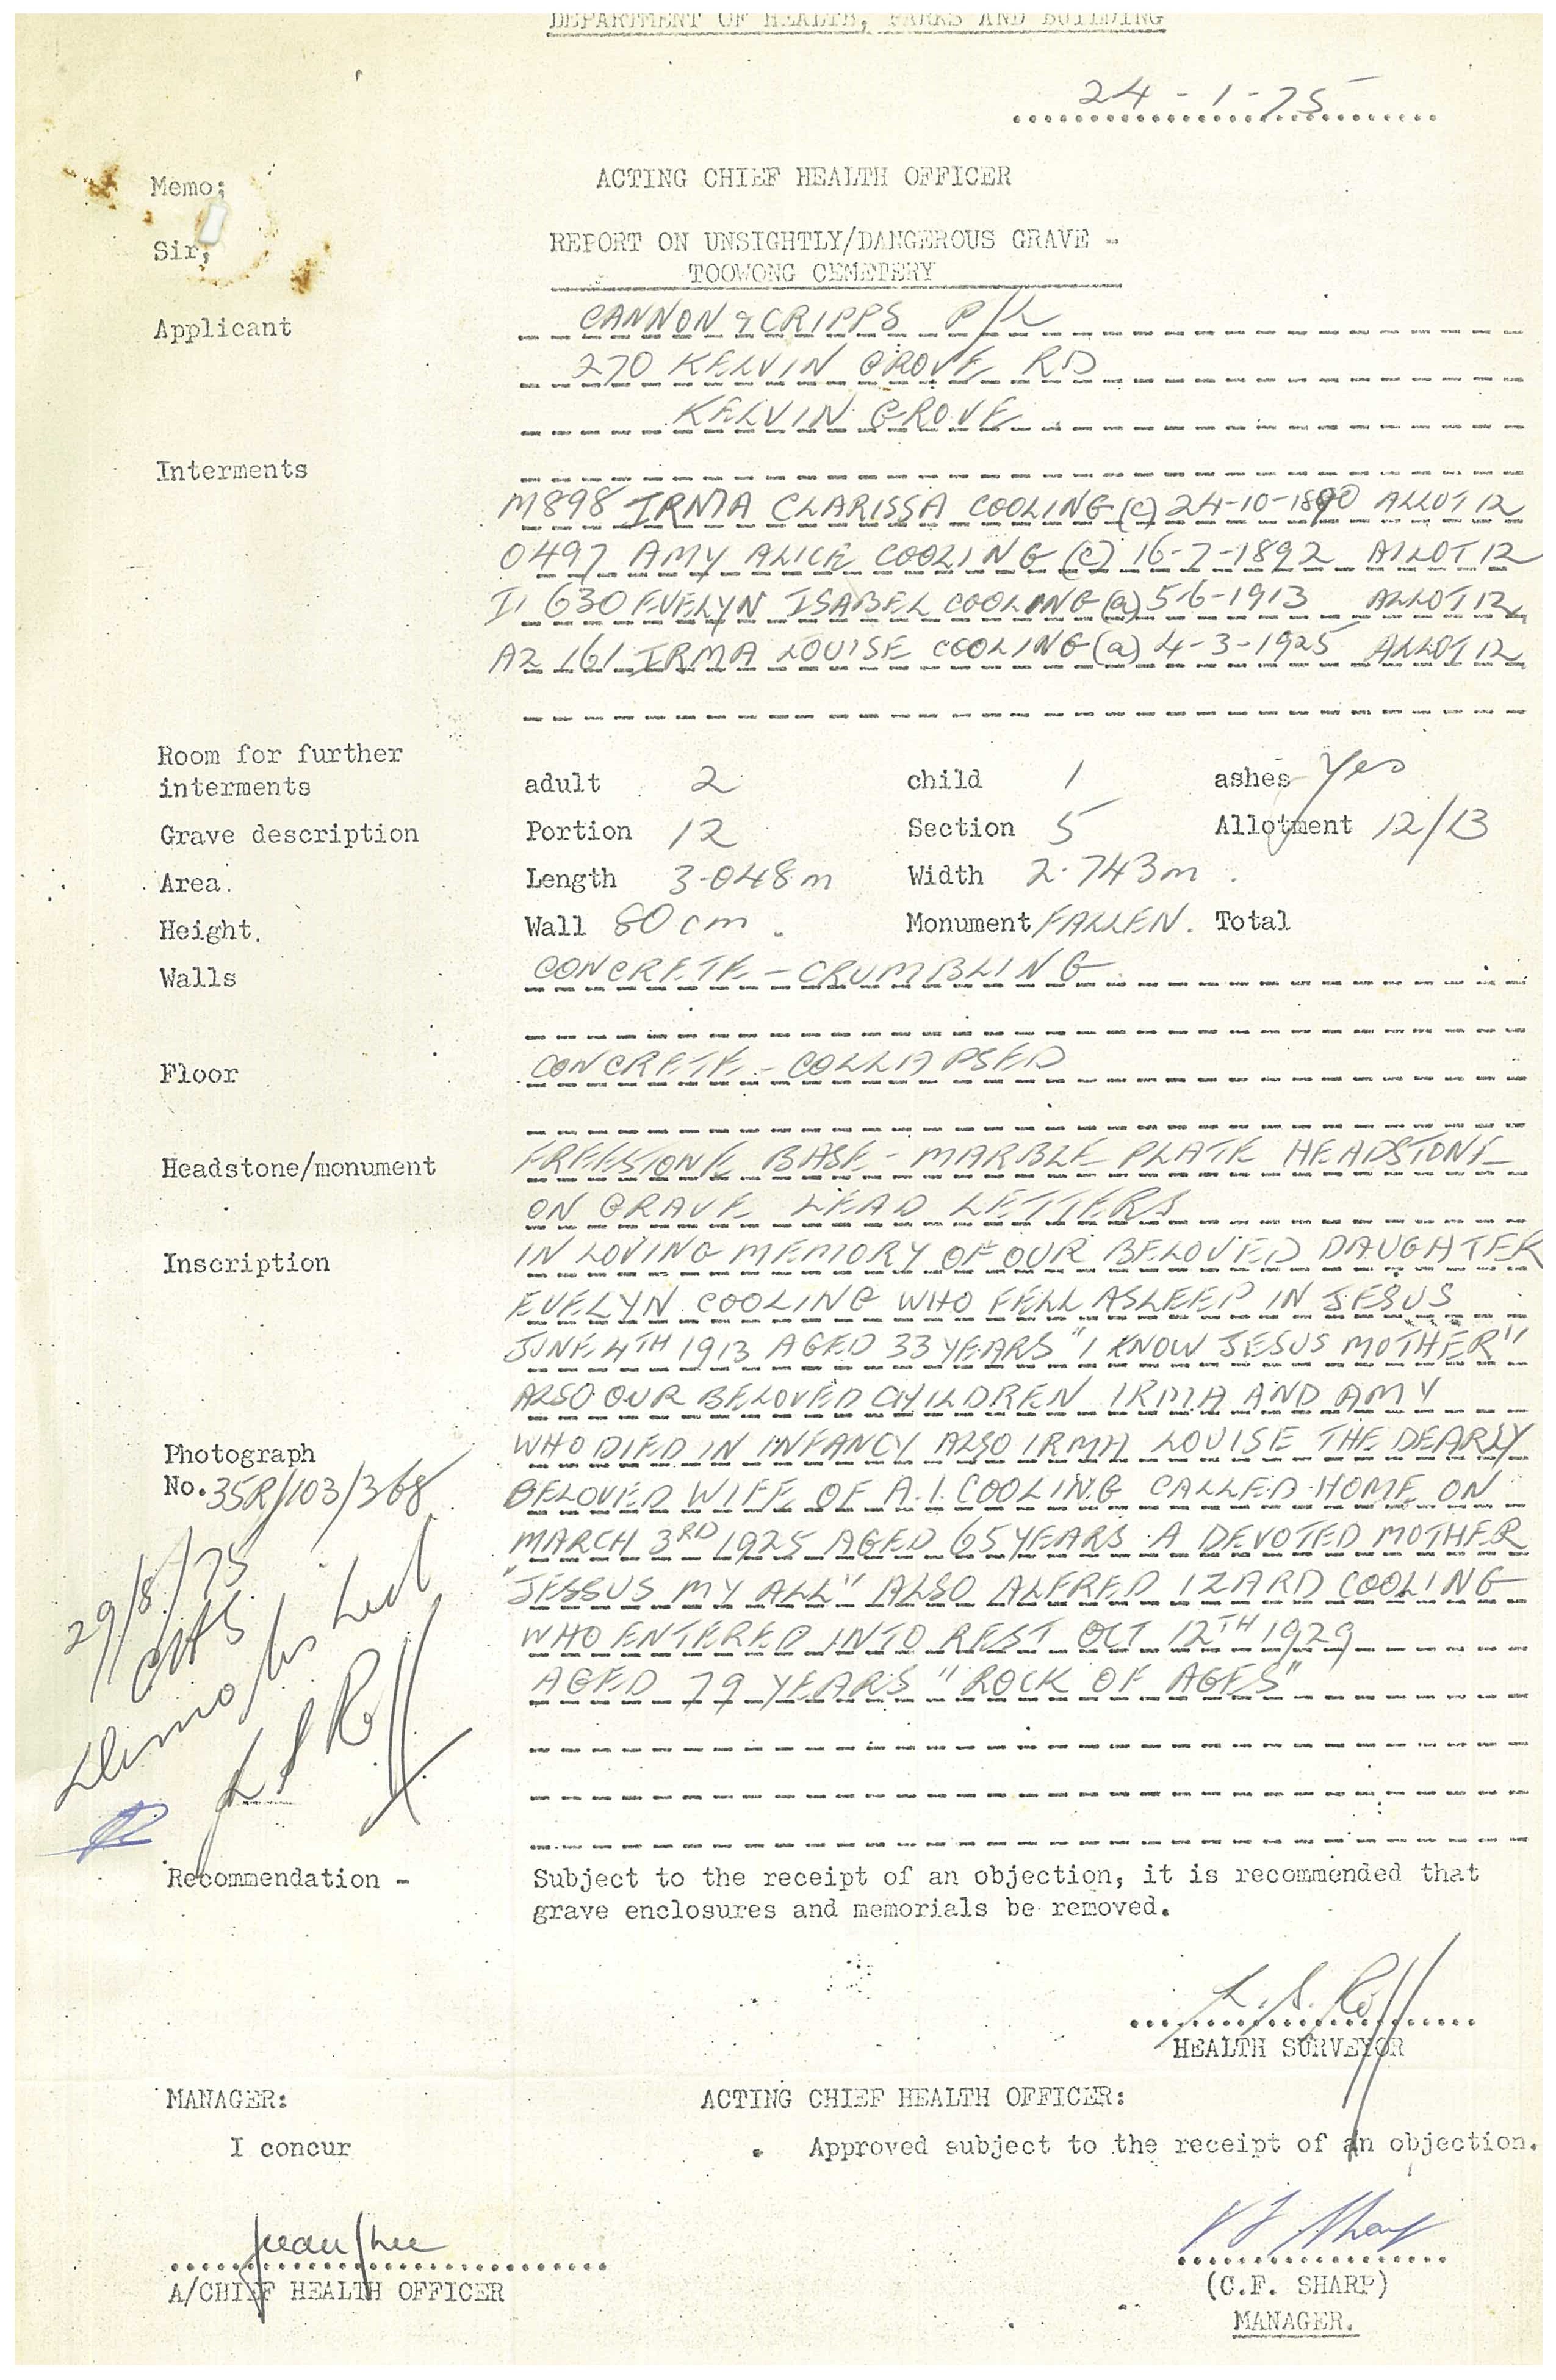 DEPARTMENT OF HEALTH, PARKS AND BUILDING
24-1-75
Memo; ACTING CHIEF HEALTH OFFICER
Sir, REPORT ON UNSIGHTLY/DANGEROUS GRAVE -
TOOWONG CEMETERY
Applicant CANNON & CRIPPS P/L
270 KELVIN GROVE RD
KELVIN GROVE
Interments
M898 IRMA CLARISSA COOLING (c) 24-10-1890 ALLOT 12
0497 AMY ALICE COOLING (c) 16-7-1892 ALLOT 12
I1 630 EVELYN ISABEL COOLING (a) 5-6-1913 ALLOT 12
A2 161 IRMA LOUISE COOLING (a) 4-3-1925 ALLOT 12
Room for further
interments adult 2 child 1 ashes Yes
Grave description Portion 12 Section 5 Allotment 12/13
Area. Length 3.048m Width 2.743m.
Height. Wall 80cm. Monument FALLEN. Total
Walls CONCRETE - CRUMBLING
Floor CONCRETE - COLLAPSED
Headstone/monument FREESTONE BASE - MARBLE PLATE HEADSTONE
ON GRAVE LEAD LETTERS
Inscription IN LOVING MEMORY OF OUR BELOVED DAUGHTER
EVELYN COOLING WHO FELL ASLEEP IN JESUS
JUNE 4TH 1913 AGED 33 YEARS "I KNOW JESUS MOTHER"
ALSO OUR BELOVED CHILDREN IRMA AND AMY
Photograph WHO DIED IN INFANCY ALSO IRMA LOUISE THE DEARLY
No. 35R/103/368 BELOVED WIFE OF A.I. COOLING CALLED HOME ON
MARCH 3RD 1925 AGED 65 YEARS A DEVOTED MOTHER
"JESSUS MY ALL" ALSO ALFRED IZARD COOLING
WHO ENTERED INTO REST OCT 12TH 1929
AGED 79 YEARS "ROCK OF AGES"
29/8/75
Demolished
L S Roff
Recommendation - Subject to the receipt of an objection, it is recommended that
grave enclosures and memorials be removed.
L. S. Roff
HEALTH SURVEYOR
MANAGER: ACTING CHIEF HEALTH OFFICER:
I concur . Approved subject to the receipt of an objection.
A/CHIEF HEALTH OFFICER (C.F. SHARP)
MANAGER.